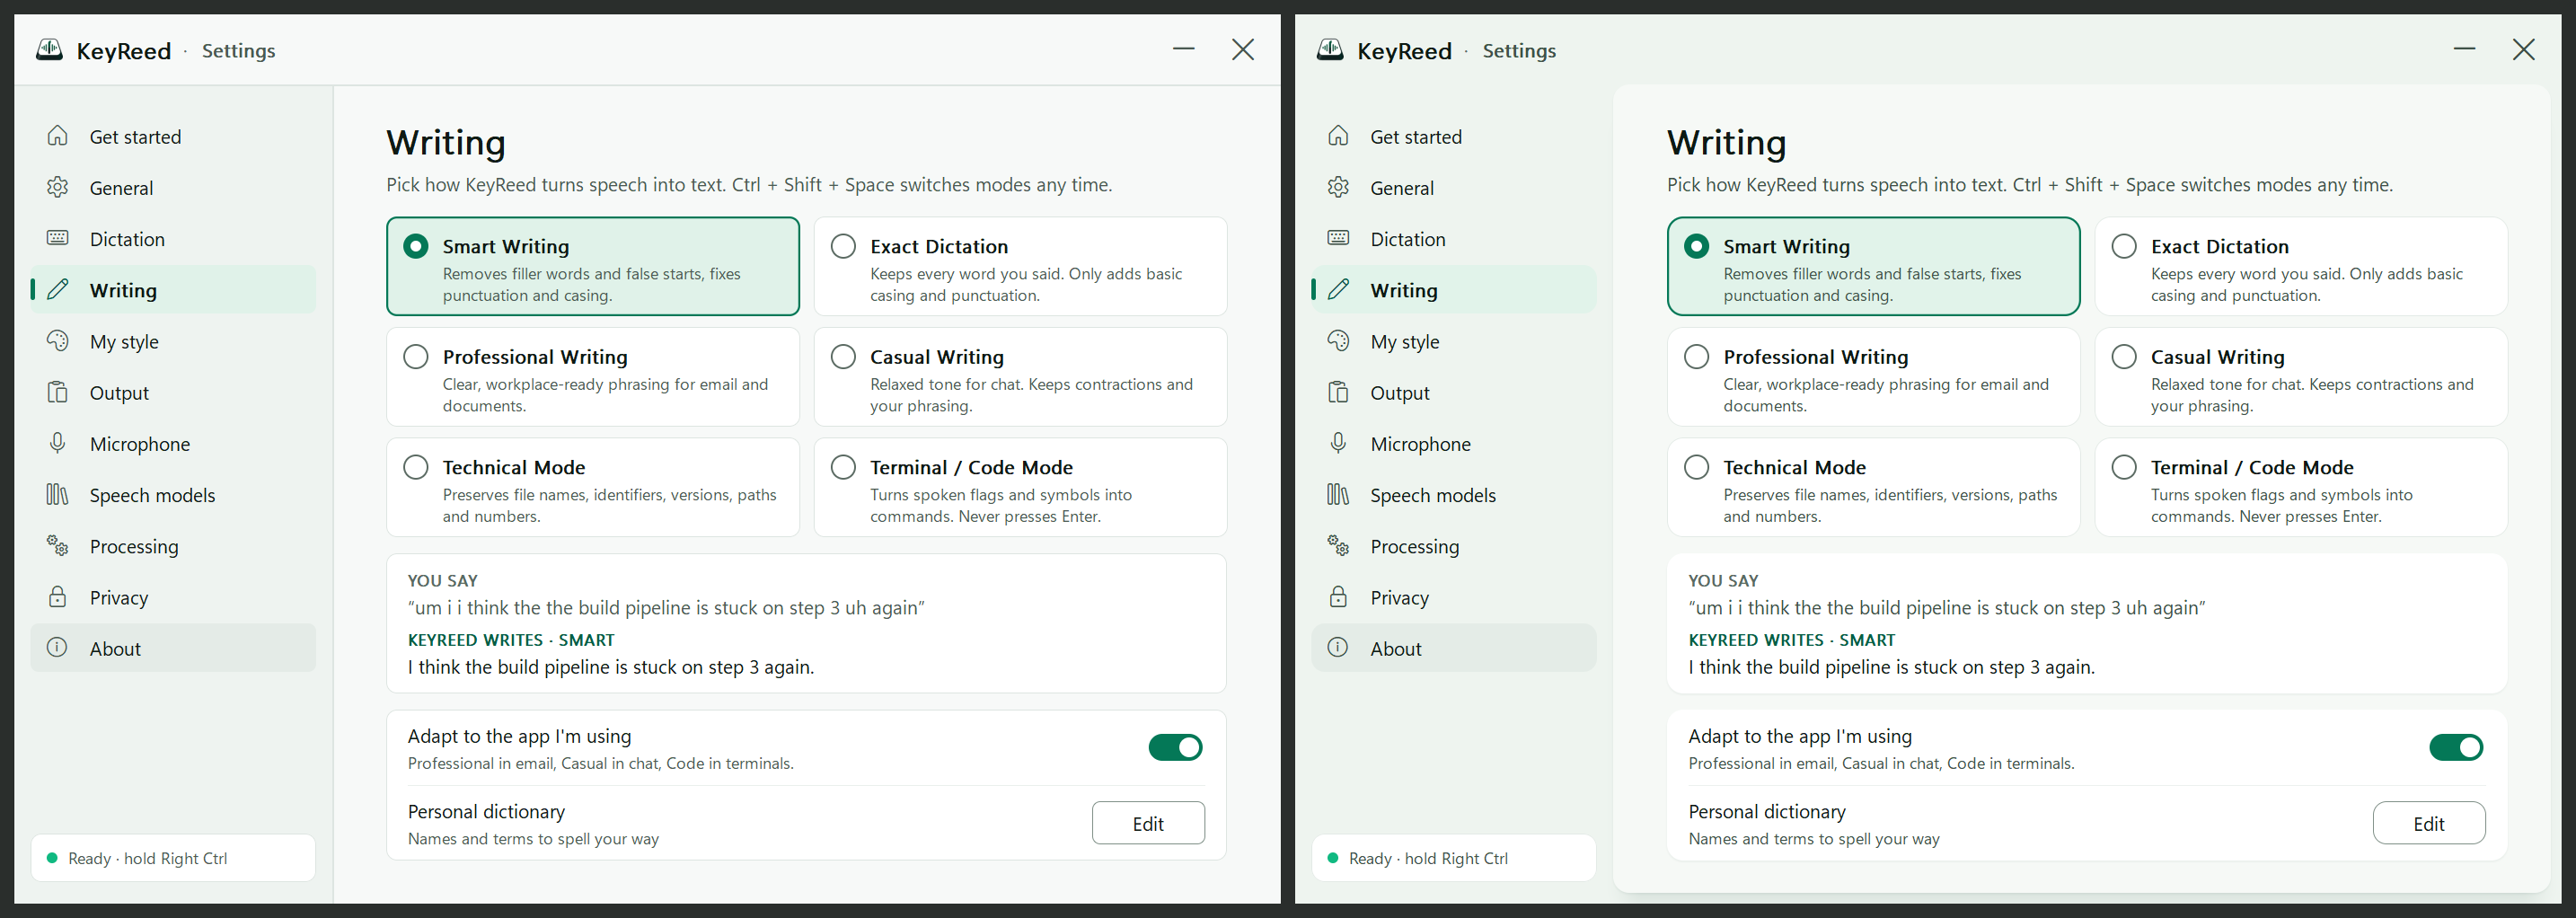 KeyReed · Settings
Get started
General
Dictation
Writing
My style
Output
Microphone
Speech models
Processing
Privacy
About
Ready · hold Right Ctrl
Writing
Pick how KeyReed turns speech into text. Ctrl + Shift + Space switches modes any time.
Smart Writing
Removes filler words and false starts, fixes
punctuation and casing.
Exact Dictation
Keeps every word you said. Only adds basic
casing and punctuation.
Professional Writing
Clear, workplace-ready phrasing for email and
documents.
Casual Writing
Relaxed tone for chat. Keeps contractions and
your phrasing.
Technical Mode
Preserves file names, identifiers, versions, paths
and numbers.
Terminal / Code Mode
Turns spoken flags and symbols into
commands. Never presses Enter.
YOU SAY
“um i i think the the build pipeline is stuck on step 3 uh again”
KEYREED WRITES · SMART
I think the build pipeline is stuck on step 3 again.
Adapt to the app I'm using
Professional in email, Casual in chat, Code in terminals.
Personal dictionary
Names and terms to spell your way
Edit
KeyReed · Settings
Get started
General
Dictation
Writing
My style
Output
Microphone
Speech models
Processing
Privacy
About
Ready · hold Right Ctrl
Writing
Pick how KeyReed turns speech into text. Ctrl + Shift + Space switches modes any time.
Smart Writing
Removes filler words and false starts, fixes
punctuation and casing.
Exact Dictation
Keeps every word you said. Only adds basic
casing and punctuation.
Professional Writing
Clear, workplace-ready phrasing for email and
documents.
Casual Writing
Relaxed tone for chat. Keeps contractions and
your phrasing.
Technical Mode
Preserves file names, identifiers, versions, paths
and numbers.
Terminal / Code Mode
Turns spoken flags and symbols into
commands. Never presses Enter.
YOU SAY
“um i i think the the build pipeline is stuck on step 3 uh again”
KEYREED WRITES · SMART
I think the build pipeline is stuck on step 3 again.
Adapt to the app I'm using
Professional in email, Casual in chat, Code in terminals.
Personal dictionary
Names and terms to spell your way
Edit